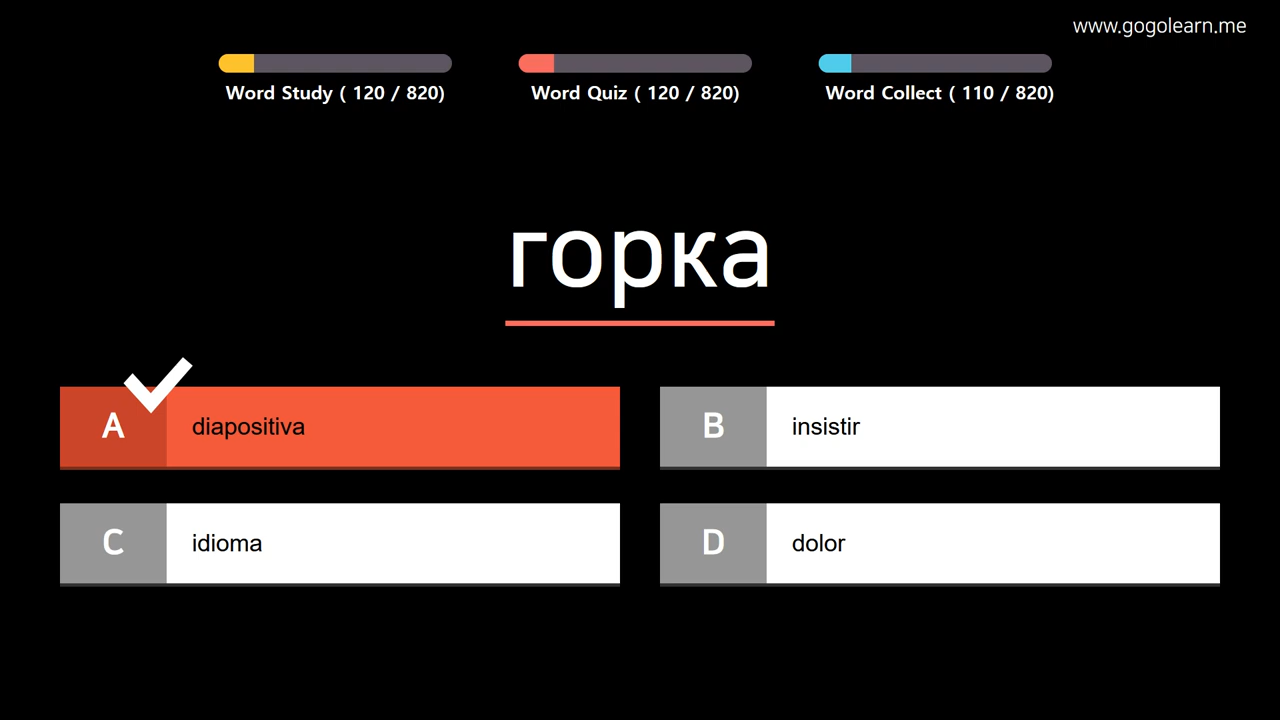 www.gogolearn.me
Word Study ( 120 / 820)
Word Quiz ( 120 / 820)
Word Collect ( 110 / 820)
горка
A diapositiva
B insistir
C idioma
D dolor